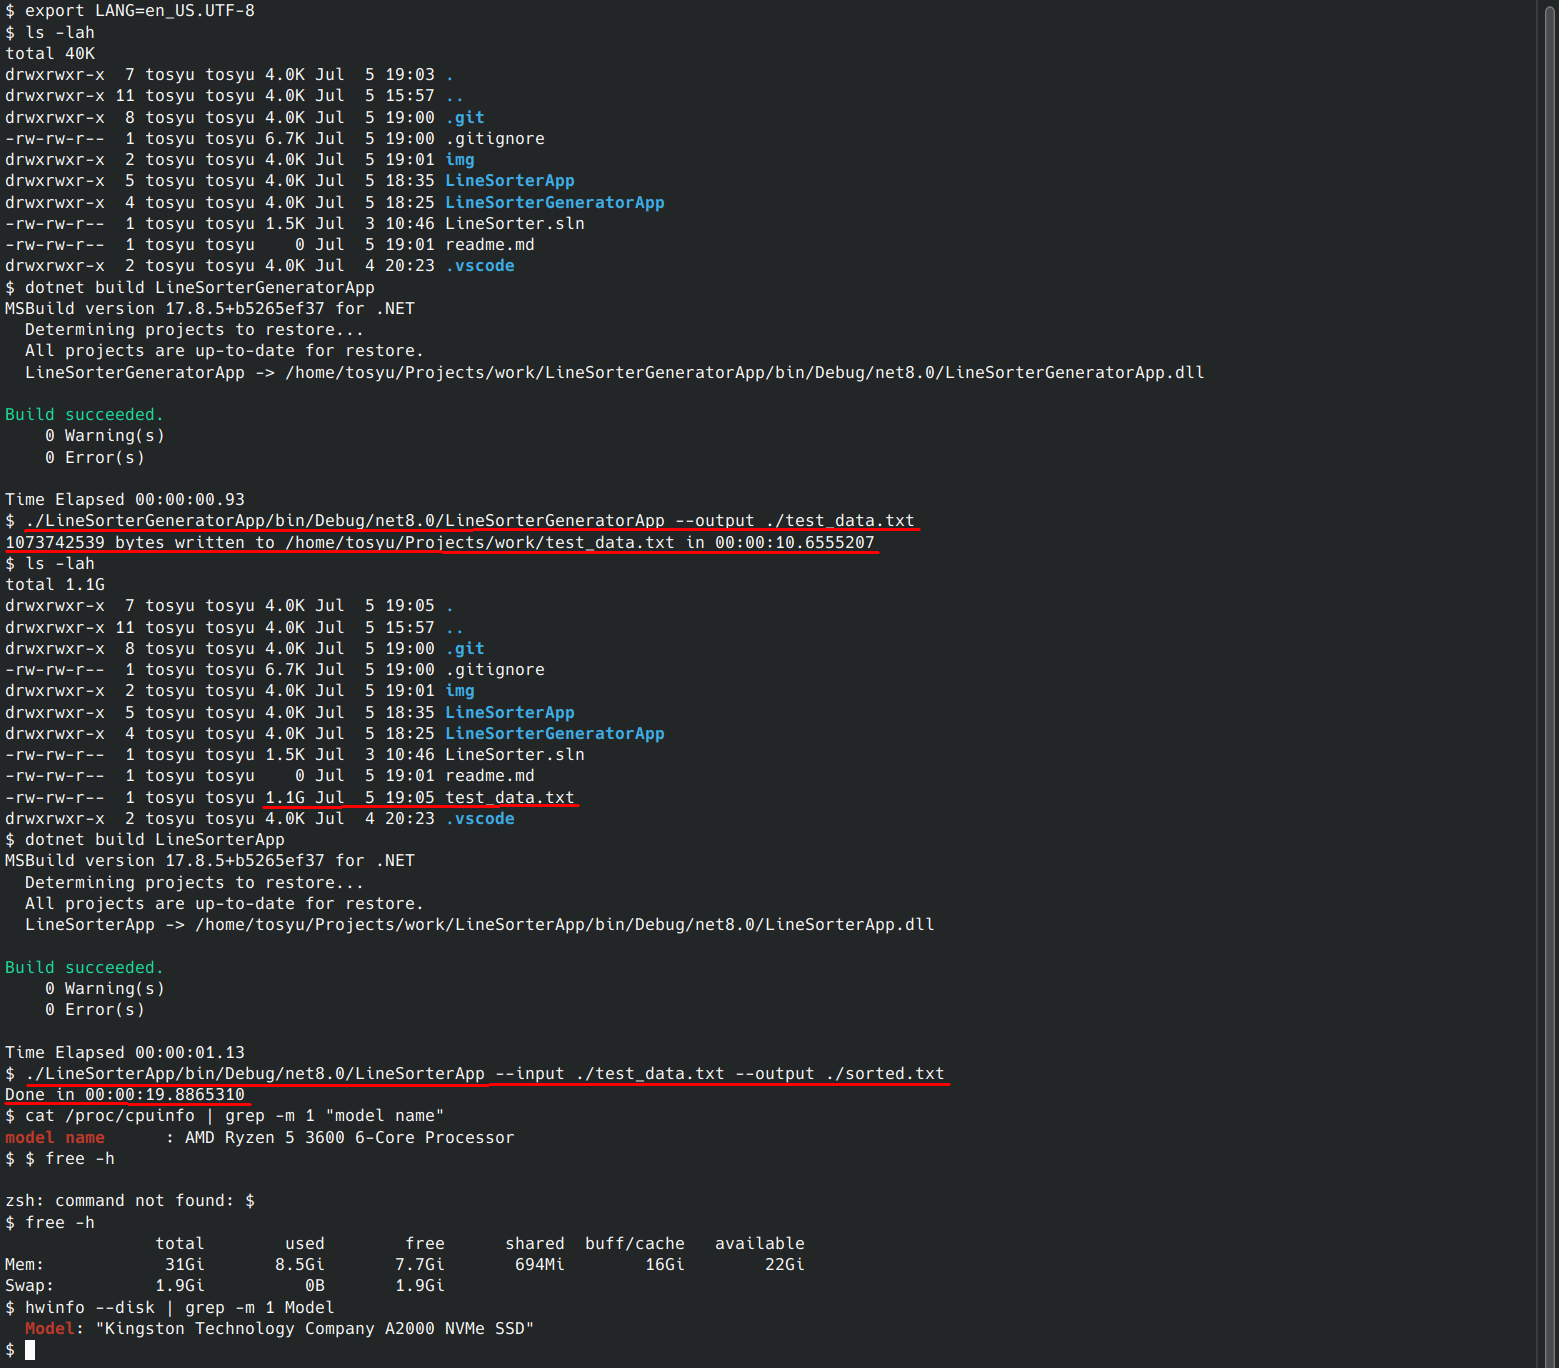 $ export LANG=en_US.UTF-8
$ ls -lah
total 40K
drwxrwxr-x  7 tosyu tosyu 4.0K Jul  5 19:03 .
drwxrwxr-x 11 tosyu tosyu 4.0K Jul  5 15:57 ..
drwxrwxr-x  8 tosyu tosyu 4.0K Jul  5 19:00 .git
-rw-rw-r--  1 tosyu tosyu 6.7K Jul  5 19:00 .gitignore
drwxrwxr-x  2 tosyu tosyu 4.0K Jul  5 19:01 img
drwxrwxr-x  5 tosyu tosyu 4.0K Jul  5 18:35 LineSorterApp
drwxrwxr-x  4 tosyu tosyu 4.0K Jul  5 18:25 LineSorterGeneratorApp
-rw-rw-r--  1 tosyu tosyu 1.5K Jul  3 10:46 LineSorter.sln
-rw-rw-r--  1 tosyu tosyu    0 Jul  5 19:01 readme.md
drwxrwxr-x  2 tosyu tosyu 4.0K Jul  4 20:23 .vscode
$ dotnet build LineSorterGeneratorApp
MSBuild version 17.8.5+b5265ef37 for .NET
  Determining projects to restore...
  All projects are up-to-date for restore.
  LineSorterGeneratorApp -> /home/tosyu/Projects/work/LineSorterGeneratorApp/bin/Debug/net8.0/LineSorterGeneratorApp.dll
Build succeeded.
    0 Warning(s)
    0 Error(s)
Time Elapsed 00:00:00.93
$ ./LineSorterGeneratorApp/bin/Debug/net8.0/LineSorterGeneratorApp --output ./test_data.txt
1073742539 bytes written to /home/tosyu/Projects/work/test_data.txt in 00:00:10.6555207
$ ls -lah
total 1.1G
drwxrwxr-x  7 tosyu tosyu 4.0K Jul  5 19:05 .
drwxrwxr-x 11 tosyu tosyu 4.0K Jul  5 15:57 ..
drwxrwxr-x  8 tosyu tosyu 4.0K Jul  5 19:00 .git
-rw-rw-r--  1 tosyu tosyu 6.7K Jul  5 19:00 .gitignore
drwxrwxr-x  2 tosyu tosyu 4.0K Jul  5 19:01 img
drwxrwxr-x  5 tosyu tosyu 4.0K Jul  5 18:35 LineSorterApp
drwxrwxr-x  4 tosyu tosyu 4.0K Jul  5 18:25 LineSorterGeneratorApp
-rw-rw-r--  1 tosyu tosyu 1.5K Jul  3 10:46 LineSorter.sln
-rw-rw-r--  1 tosyu tosyu    0 Jul  5 19:01 readme.md
-rw-rw-r--  1 tosyu tosyu 1.1G Jul  5 19:05 test_data.txt
drwxrwxr-x  2 tosyu tosyu 4.0K Jul  4 20:23 .vscode
$ dotnet build LineSorterApp
MSBuild version 17.8.5+b5265ef37 for .NET
  Determining projects to restore...
  All projects are up-to-date for restore.
  LineSorterApp -> /home/tosyu/Projects/work/LineSorterApp/bin/Debug/net8.0/LineSorterApp.dll
Build succeeded.
    0 Warning(s)
    0 Error(s)
Time Elapsed 00:00:01.13
$ ./LineSorterApp/bin/Debug/net8.0/LineSorterApp --input ./test_data.txt --output ./sorted.txt
Done in 00:00:19.8865310
$ cat /proc/cpuinfo | grep -m 1 "model name"
model name      : AMD Ryzen 5 3600 6-Core Processor
$ $ free -h
zsh: command not found: $
$ free -h
               total        used        free      shared  buff/cache   available
Mem:            31Gi       8.5Gi       7.7Gi       694Mi        16Gi        22Gi
Swap:          1.9Gi          0B       1.9Gi
$ hwinfo --disk | grep -m 1 Model
  Model: "Kingston Technology Company A2000 NVMe SSD"
$